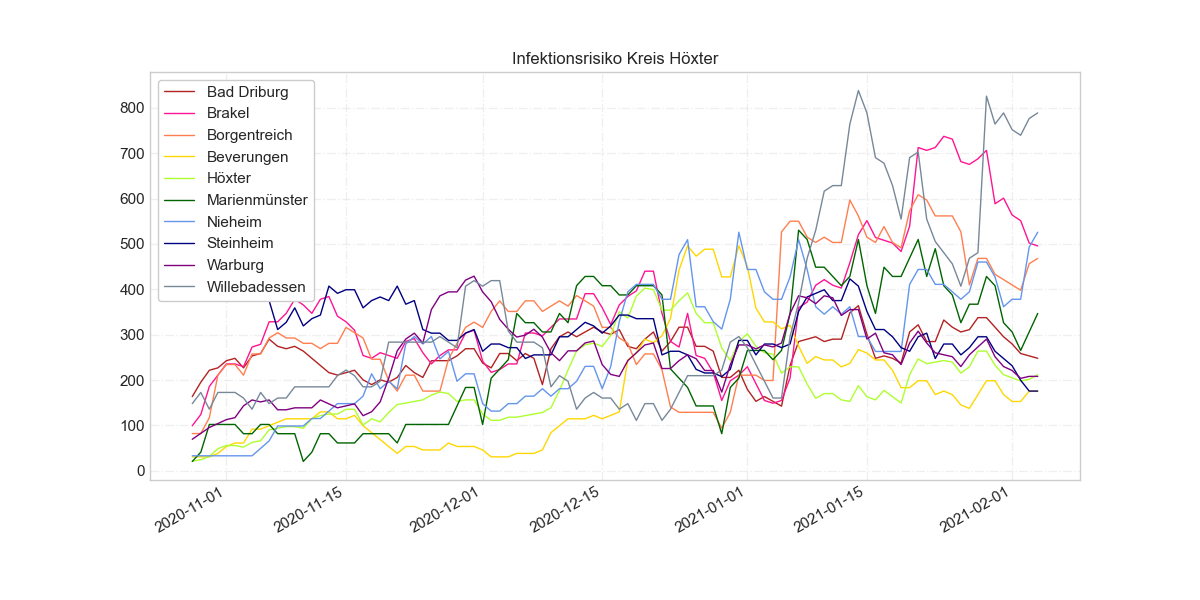 Infektionsrisiko Kreis Höxter
Bad Driburg
Brakel
Borgentreich
Beverungen
Höxter
Marienmünster
Nieheim
Steinheim
Warburg
Willebadessen
800
700
600
500
400
300
200
100
0
2020-11-01
2020-11-15
2020-12-01
2020-12-15
2021-01-01
2021-01-15
2021-02-01